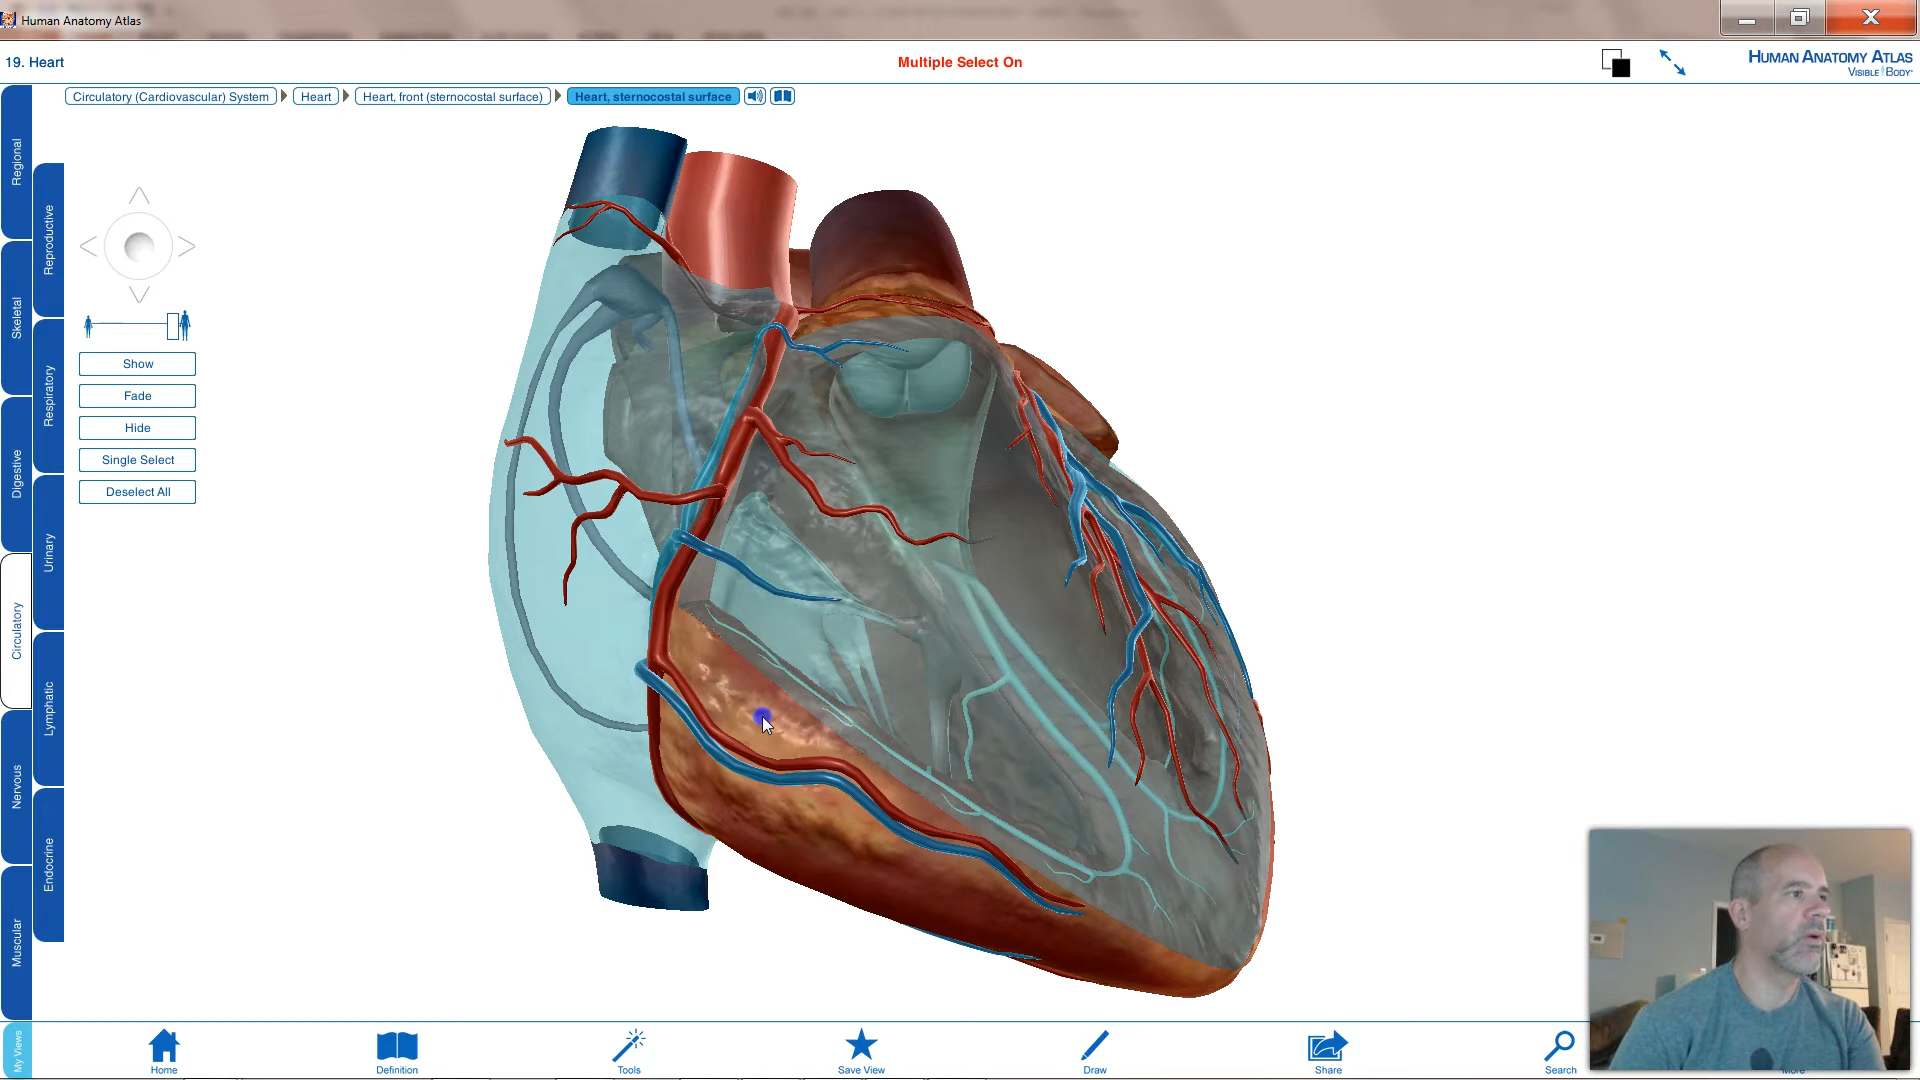 Human Anatomy Atlas
19. Heart
Multiple Select On
HUMAN ANATOMY ATLAS
VISIBLE BODY
Circulatory (Cardiovascular) System
Heart
Heart, front (sternocostal surface)
Heart, sternocostal surface
Regional
Skeletal
Digestive
Circulatory
Nervous
Muscular
My Views
Reproductive
Respiratory
Urinary
Lymphatic
Endocrine
Show
Fade
Hide
Single Select
Deselect All
Home
Definition
Tools
Save View
Draw
Share
Search
More